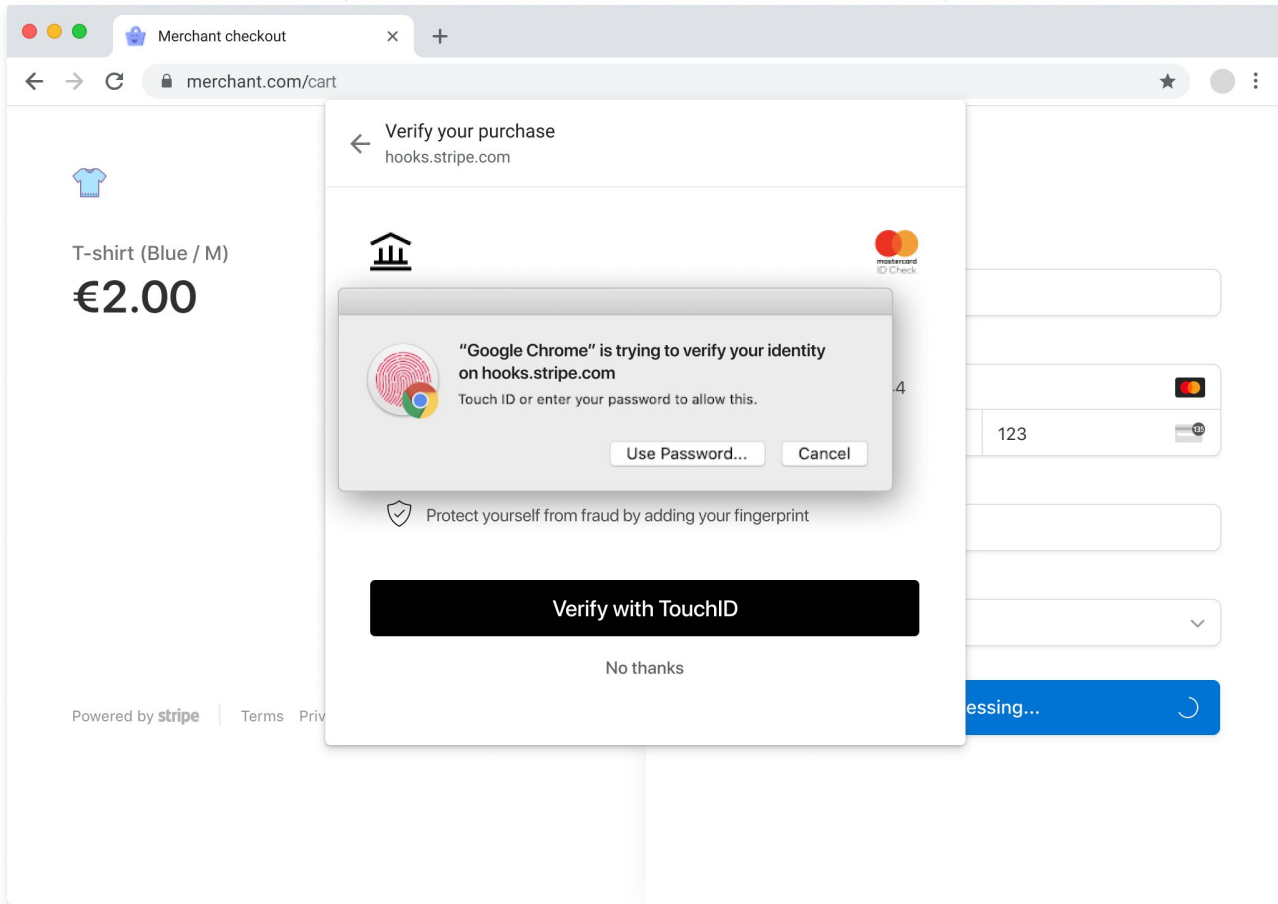 Merchant checkout
merchant.com/cart
Verify your purchase
hooks.stripe.com
T-shirt (Blue / M)
€2.00
mastercard
ID Check
“Google Chrome” is trying to verify your identity
on hooks.stripe.com
Touch ID or enter your password to allow this.
Use Password...
Cancel
4
123
135
Protect yourself from fraud by adding your fingerprint
Verify with TouchID
No thanks
Powered by stripe
Terms
Priv
essing...